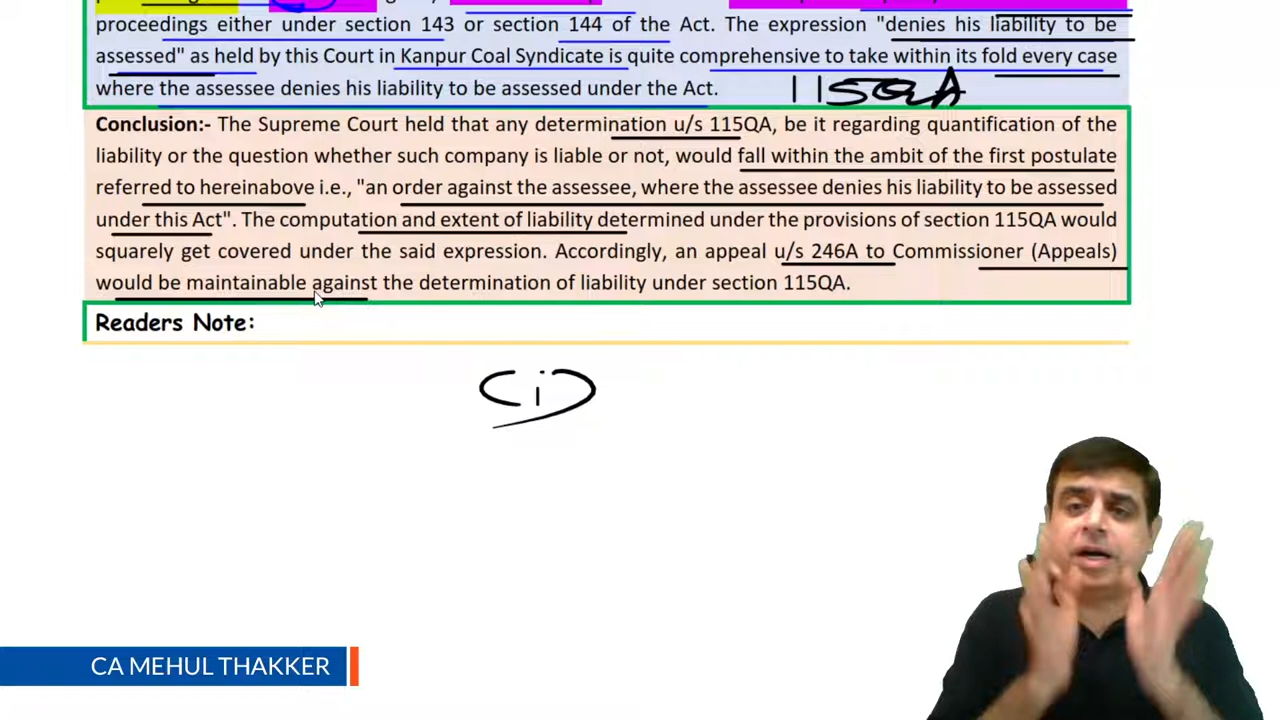 proceedings either under section 143 or section 144 of the Act. The expression "denies his liability to be
assessed" as held by this Court in Kanpur Coal Syndicate is quite comprehensive to take within its fold every case
where the assessee denies his liability to be assessed under the Act.
115QA
Conclusion:- The Supreme Court held that any determination u/s 115QA, be it regarding quantification of the
liability or the question whether such company is liable or not, would fall within the ambit of the first postulate
referred to hereinabove i.e., "an order against the assessee, where the assessee denies his liability to be assessed
under this Act". The computation and extent of liability determined under the provisions of section 115QA would
squarely get covered under the said expression. Accordingly, an appeal u/s 246A to Commissioner (Appeals)
would be maintainable against the determination of liability under section 115QA.
Readers Note:
(i)
CA MEHUL THAKKER